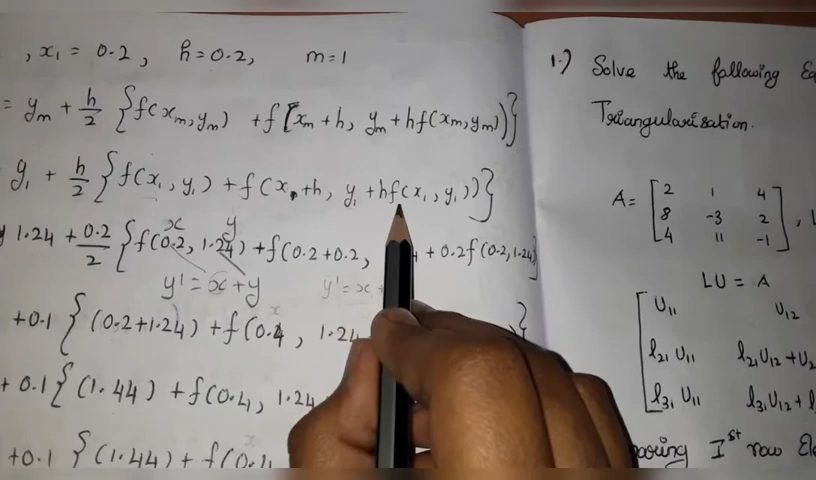 , x₁ = 0.2, h=0.2, m=1
= yₘ + h/2 {f(xₘ,yₘ) + f[xₘ+h, yₘ+hf(xₘ,yₘ))}
y₁ + h/2 {f(x₁,y₁) + f(x₁+h, y₁+hf(x₁,y₁))}
x y
1.24 + 0.2/2 {f(0.2, 1.24) + f(0.2+0.2, + 0.2f(0.2,1.24)
y' = x+y y' = x+
+0.1 {(0.2+1.24) + f(0.4, 1.24 }
+ 0.1 {(1.44) + f(0.4, 1.24
+0.1 {(1.44) + f(0.
1.) Solve the following
Triangularisation.
A = [2 1 4
8 -3 2
4 11 -1],
LU = A
U₁₁ U₁₂
l₂₁U₁₁ l₂₁U₁₂+U₂
l₃₁U₁₁ l₃₁U₁₂+l
Iˢᵗ row